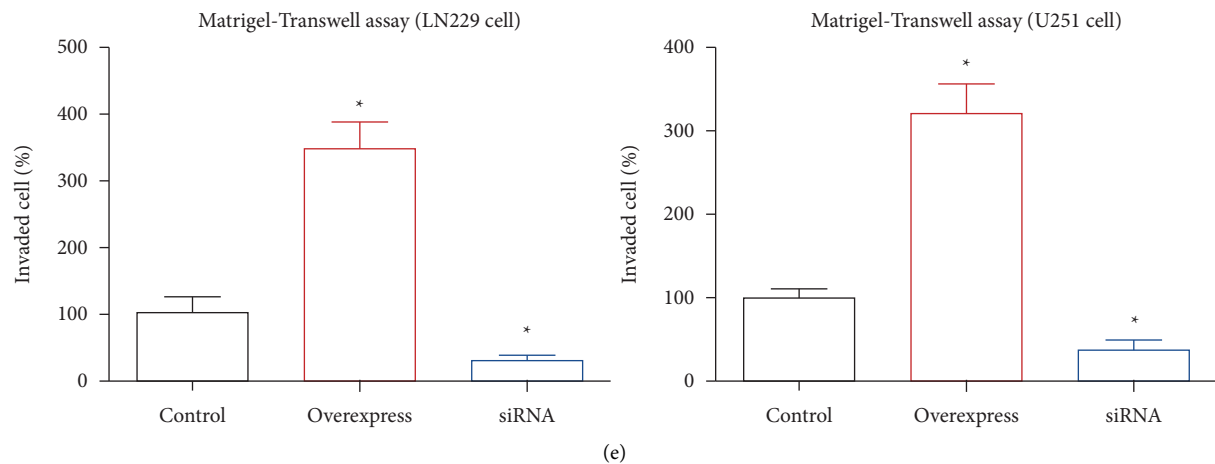 Matrigel-Transwell assay (LN229 cell)
Invaded cell (%)
500
400
300
200
100
0
*
*
Control
Overexpress
siRNA
Matrigel-Transwell assay (U251 cell)
Invaded cell (%)
400
300
200
100
0
*
*
Control
Overexpress
siRNA
(e)